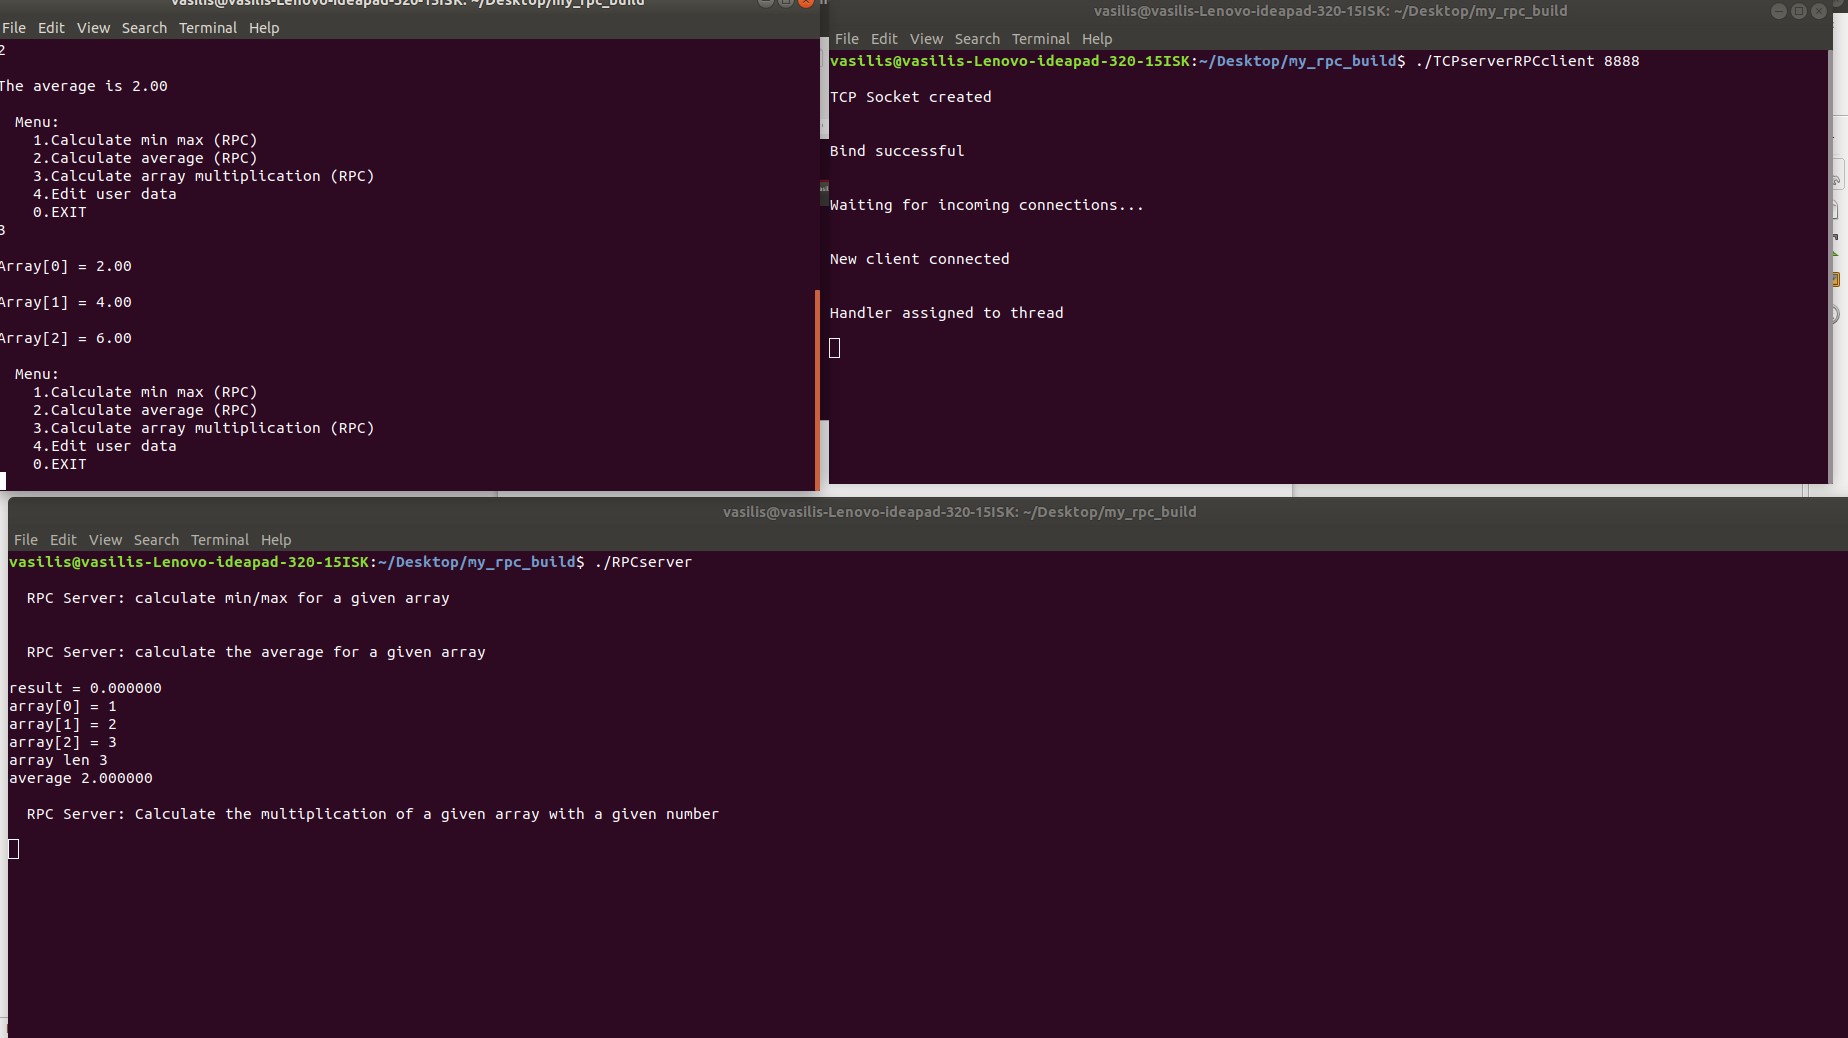 vasilis@vasilis-Lenovo-ideapad-320-15ISK: ~/Desktop/my_rpc_build
File Edit View Search Terminal Help
2
The average is 2.00
Menu:
1.Calculate min max (RPC)
2.Calculate average (RPC)
3.Calculate array multiplication (RPC)
4.Edit user data
0.EXIT
3
Array[0] = 2.00
Array[1] = 4.00
Array[2] = 6.00
Menu:
1.Calculate min max (RPC)
2.Calculate average (RPC)
3.Calculate array multiplication (RPC)
4.Edit user data
0.EXIT
vasilis@vasilis-Lenovo-ideapad-320-15ISK: ~/Desktop/my_rpc_build
File Edit View Search Terminal Help
vasilis@vasilis-Lenovo-ideapad-320-15ISK:~/Desktop/my_rpc_build$ ./TCPserverRPCclient 8888
TCP Socket created
Bind successful
Waiting for incoming connections...
New client connected
Handler assigned to thread
vasilis@vasilis-Lenovo-ideapad-320-15ISK: ~/Desktop/my_rpc_build
File Edit View Search Terminal Help
vasilis@vasilis-Lenovo-ideapad-320-15ISK:~/Desktop/my_rpc_build$ ./RPCserver
RPC Server: calculate min/max for a given array
RPC Server: calculate the average for a given array
result = 0.000000
array[0] = 1
array[1] = 2
array[2] = 3
array len 3
average 2.000000
RPC Server: Calculate the multiplication of a given array with a given number